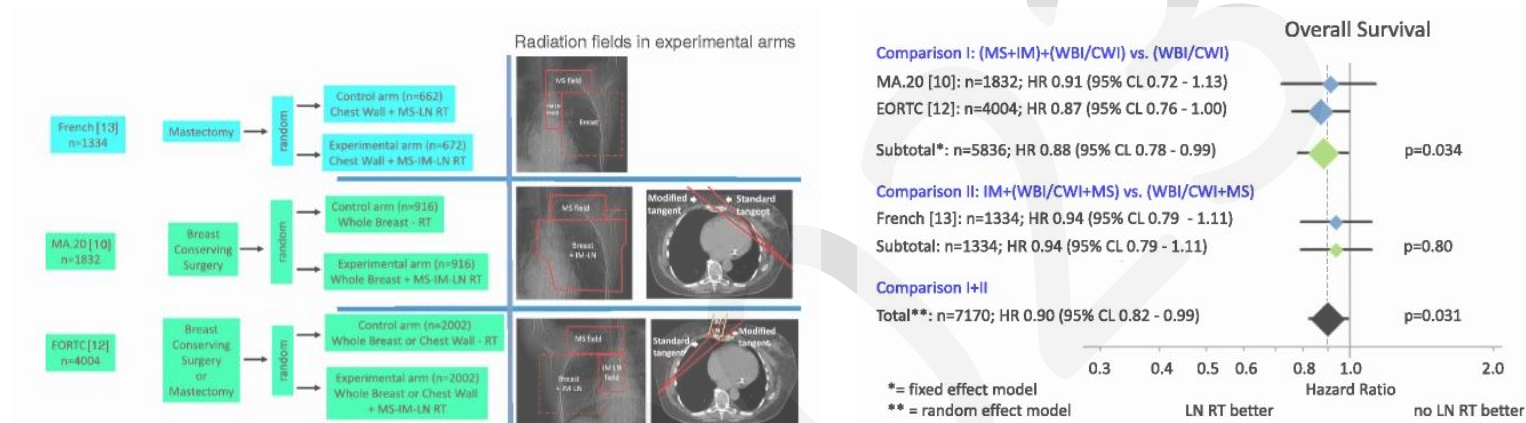 Radiation fields in experimental arms
French [13]
n=1334
Mastectomy
random
Control arm (n=662)
Chest Wall + MS-LN RT
Experimental arm (n=672)
Chest Wall + MS-IM-LN RT
MS field
IM LN
field
Breast
MA.20 [10]
n=1832
Breast
Conserving
Surgery
random
Control arm (n=916)
Whole Breast - RT
Experimental arm (n=916)
Whole Breast + MS-IM-LN RT
MS field
Breast
+ IM-LN
Modified
tangent
Standard
tangent
EORTC [12]
n=4004
Breast
Conserving
Surgery
or
Mastectomy
random
Control arm (n=2002)
Whole Breast or Chest Wall - RT
Experimental arm (n=2002)
Whole Breast or Chest Wall
+ MS-IM-LN RT
MS field
Breast
+ IM-LN
IM LN
field
Standard
tangent
Modified
tangent
Overall Survival
Comparison I: (MS+IM)+(WBI/CWI) vs. (WBI/CWI)
MA.20 [10]: n=1832; HR 0.91 (95% CL 0.72 - 1.13)
EORTC [12]: n=4004; HR 0.87 (95% CL 0.76 - 1.00)
Subtotal*: n=5836; HR 0.88 (95% CL 0.78 - 0.99) p=0.034
Comparison II: IM+(WBI/CWI+MS) vs. (WBI/CWI+MS)
French [13]: n=1334; HR 0.94 (95% CL 0.79 - 1.11)
Subtotal: n=1334; HR 0.94 (95% CL 0.79 - 1.11) p=0.80
Comparison I+II
Total**: n=7170; HR 0.90 (95% CL 0.82 - 0.99) p=0.031
0.3 0.4 0.5 0.6 0.8 1.0 2.0
*= fixed effect model Hazard Ratio
** = random effect model LN RT better no LN RT better